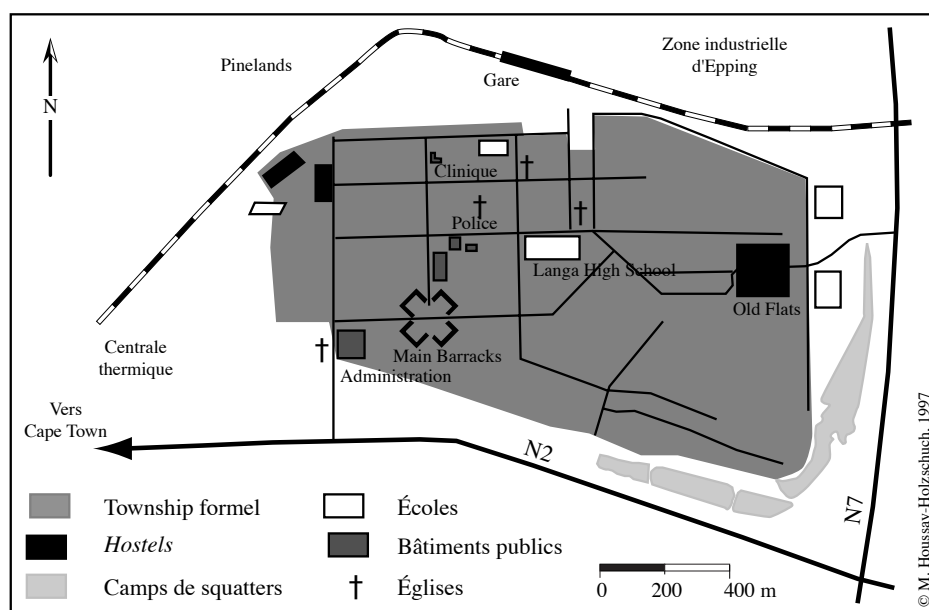 Zone industrielle
d'Epping
Pinelands
Gare
N
Clinique
Police
Langa High School
Old Flats
Main Barracks
Administration
Centrale
thermique
Vers
Cape Town
N2
N7
Township formel
Hostels
Camps de squatters
Écoles
Bâtiments publics
† Églises
0 200 400 m
© M. Houssay-Holzschuch, 1997